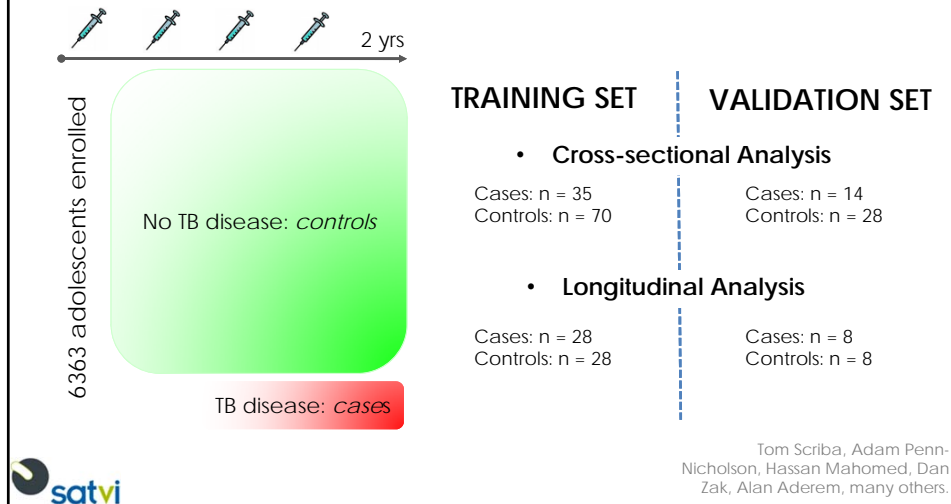 2 yrs
6363 adolescents enrolled
No TB disease: controls
TB disease: cases
TRAINING SET
VALIDATION SET
• Cross-sectional Analysis
Cases: n = 35
Controls: n = 70
Cases: n = 14
Controls: n = 28
• Longitudinal Analysis
Cases: n = 28
Controls: n = 28
Cases: n = 8
Controls: n = 8
satvi
Tom Scriba, Adam Penn-
Nicholson, Hassan Mahomed, Dan
Zak, Alan Aderem, many others.